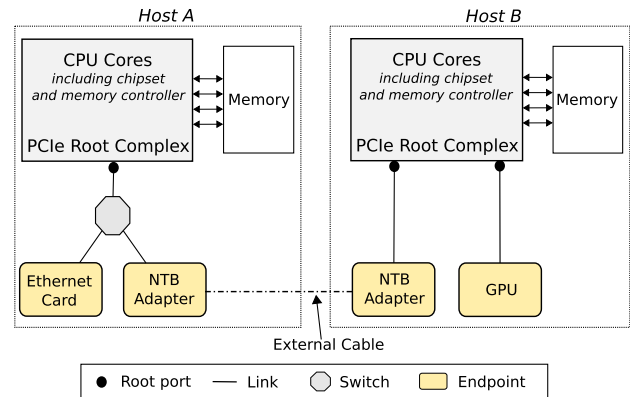 Host A
Host B
CPU Cores
including chipset
and memory controller
PCIe Root Complex
Memory
CPU Cores
including chipset
and memory controller
PCIe Root Complex
Memory
Ethernet
Card
NTB
Adapter
NTB
Adapter
GPU
External Cable
Root port
Link
Switch
Endpoint